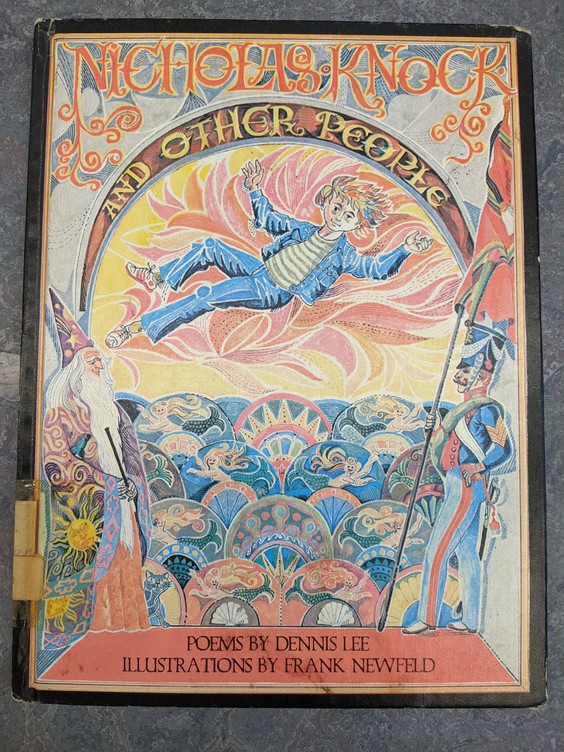 NICHOLAS KNOCK
AND OTHER PEOPLE
POEMS BY DENNIS LEE
ILLUSTRATIONS BY FRANK NEWFELD